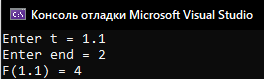 Консоль отладки Microsoft Visual Studio
Enter t = 1.1
Enter end = 2
F(1.1) = 4